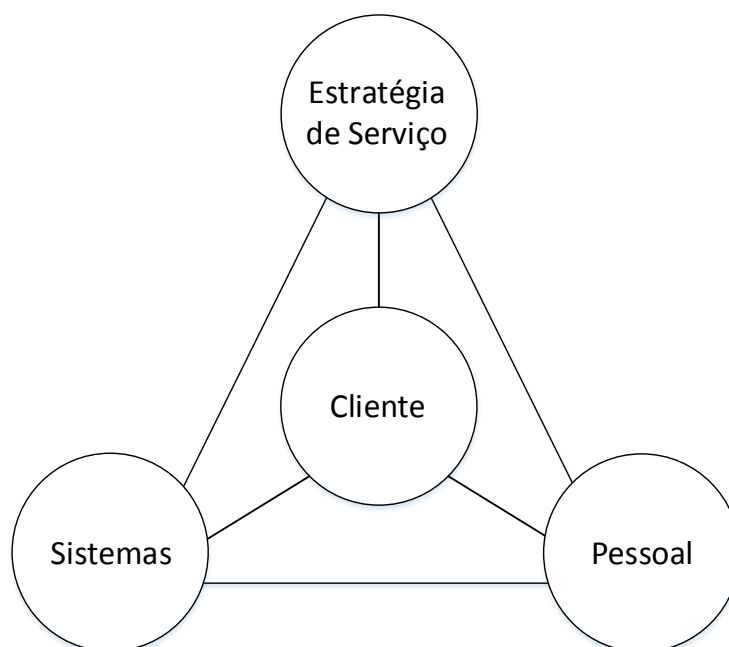 Estratégia
de Serviço
Cliente
Sistemas
Pessoal